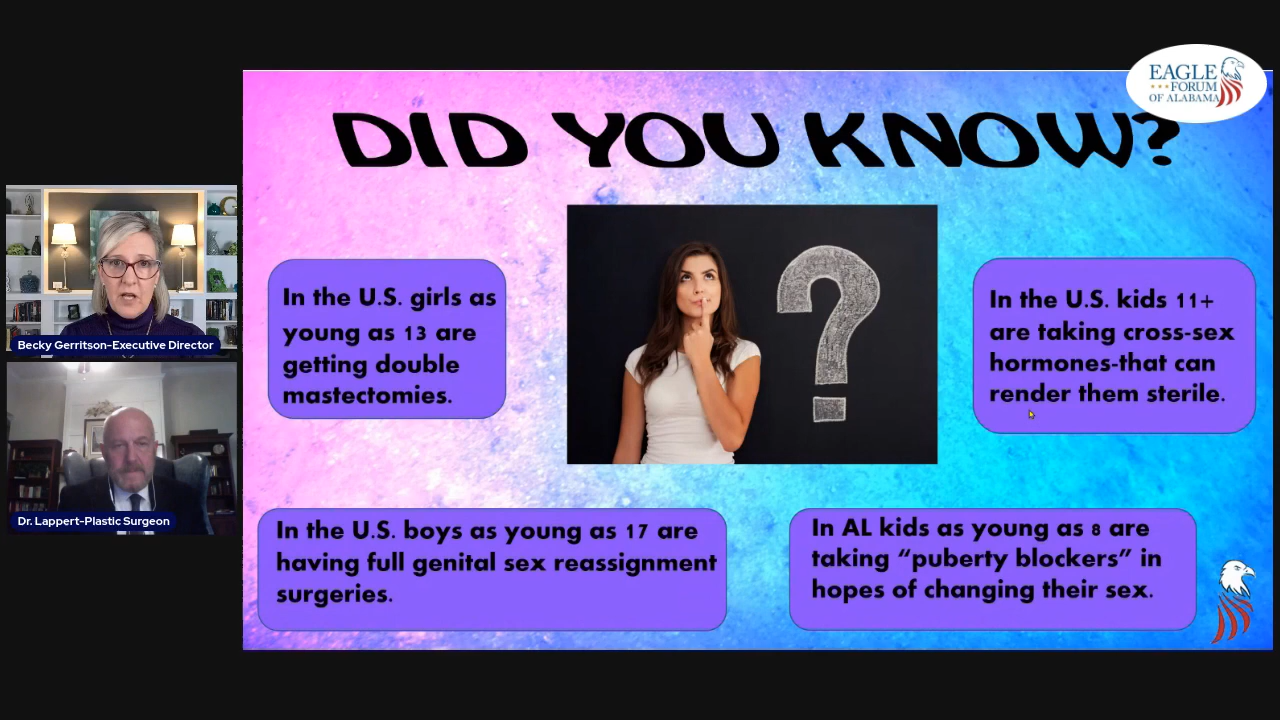 EAGLE
FORUM
OF ALABAMA
DID YOU KNOW?
In the U.S. girls as
young as 13 are
getting double
mastectomies.
?
In the U.S. kids 11+
are taking cross-sex
hormones-that can
render them sterile.
Becky Gerritson-Executive Director
Dr. Lappert-Plastic Surgeon
In the U.S. boys as young as 17 are
having full genital sex reassignment
surgeries.
In AL kids as young as 8 are
taking “puberty blockers” in
hopes of changing their sex.